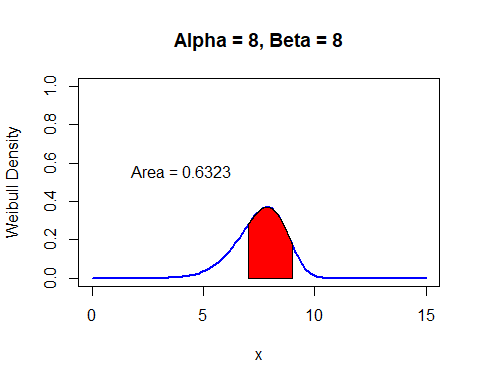 Alpha = 8, Beta = 8
Weibull Density
1.0
0.8
0.6
0.4
0.2
0.0
Area = 0.6323
0 5 10 15
x